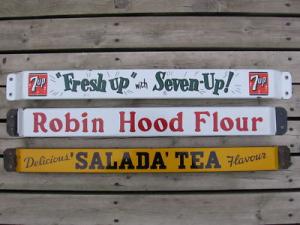 7up "Fresh up" with Seven-Up! 7up
Robin Hood Flour
Delicious 'SALADA' TEA Flavour